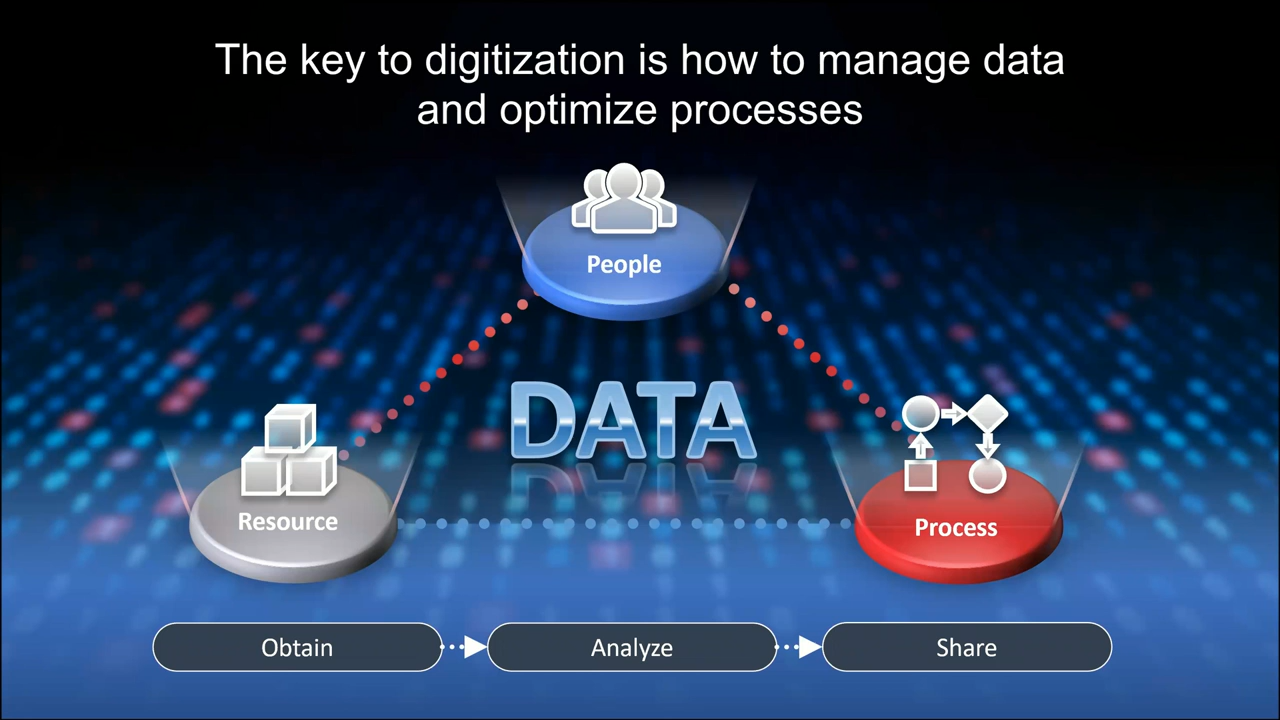 The key to digitization is how to manage data
and optimize processes
People
DATA
Resource
Process
Obtain
Analyze
Share